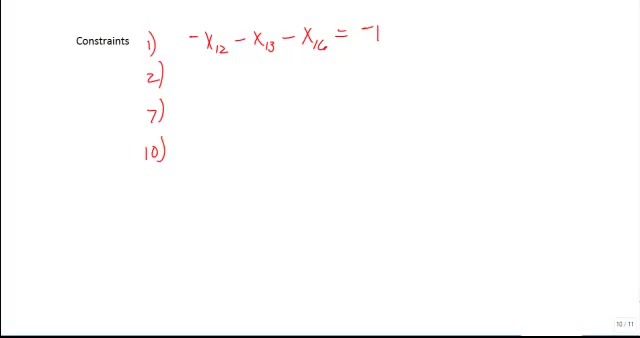 Constraints 1) -X12 - X13 - X16 = -1
2)
7)
10)
10 / 11